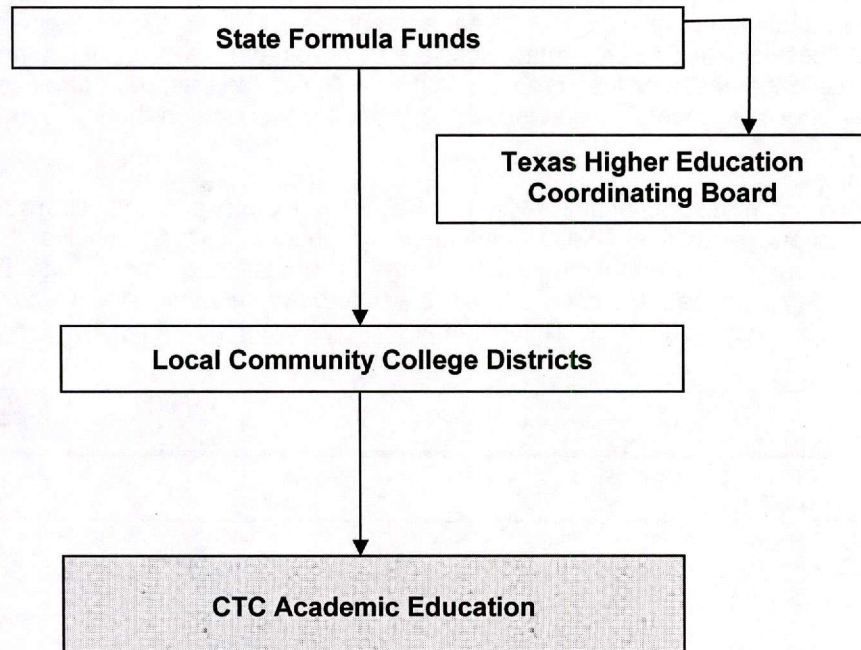 State Formula Funds
Texas Higher Education
Coordinating Board
Local Community College Districts
CTC Academic Education